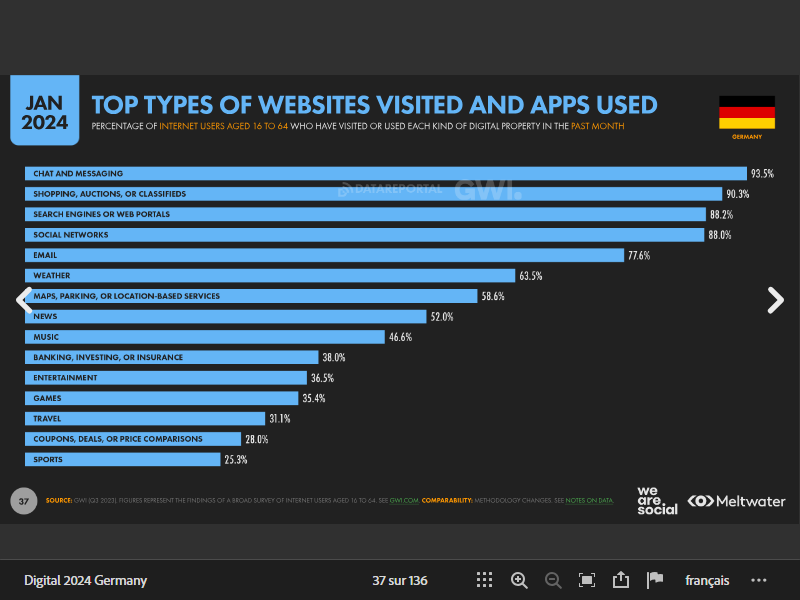 JAN
2024
TOP TYPES OF WEBSITES VISITED AND APPS USED
PERCENTAGE OF INTERNET USERS AGED 16 TO 64 WHO HAVE VISITED OR USED EACH KIND OF DIGITAL PROPERTY IN THE PAST MONTH
GERMANY
CHAT AND MESSAGING 93.5%
SHOPPING, AUCTIONS, OR CLASSIFIEDS 90.3%
DATAREPORTAL GWI.
SEARCH ENGINES OR WEB PORTALS 88.2%
SOCIAL NETWORKS 88.0%
EMAIL 77.6%
WEATHER 63.5%
MAPS, PARKING, OR LOCATION-BASED SERVICES 58.6%
NEWS 52.0%
MUSIC 46.6%
BANKING, INVESTING, OR INSURANCE 38.0%
ENTERTAINMENT 36.5%
GAMES 35.4%
TRAVEL 31.1%
COUPONS, DEALS, OR PRICE COMPARISONS 28.0%
SPORTS 25.3%
37
SOURCE: GWI (Q3 2023). FIGURES REPRESENT THE FINDINGS OF A BROAD SURVEY OF INTERNET USERS AGED 16 TO 64. SEE GWI.COM. COMPARABILITY: METHODOLOGY CHANGES. SEE NOTES ON DATA.
we
are.
social
Meltwater
Digital 2024 Germany
37 sur 136
français